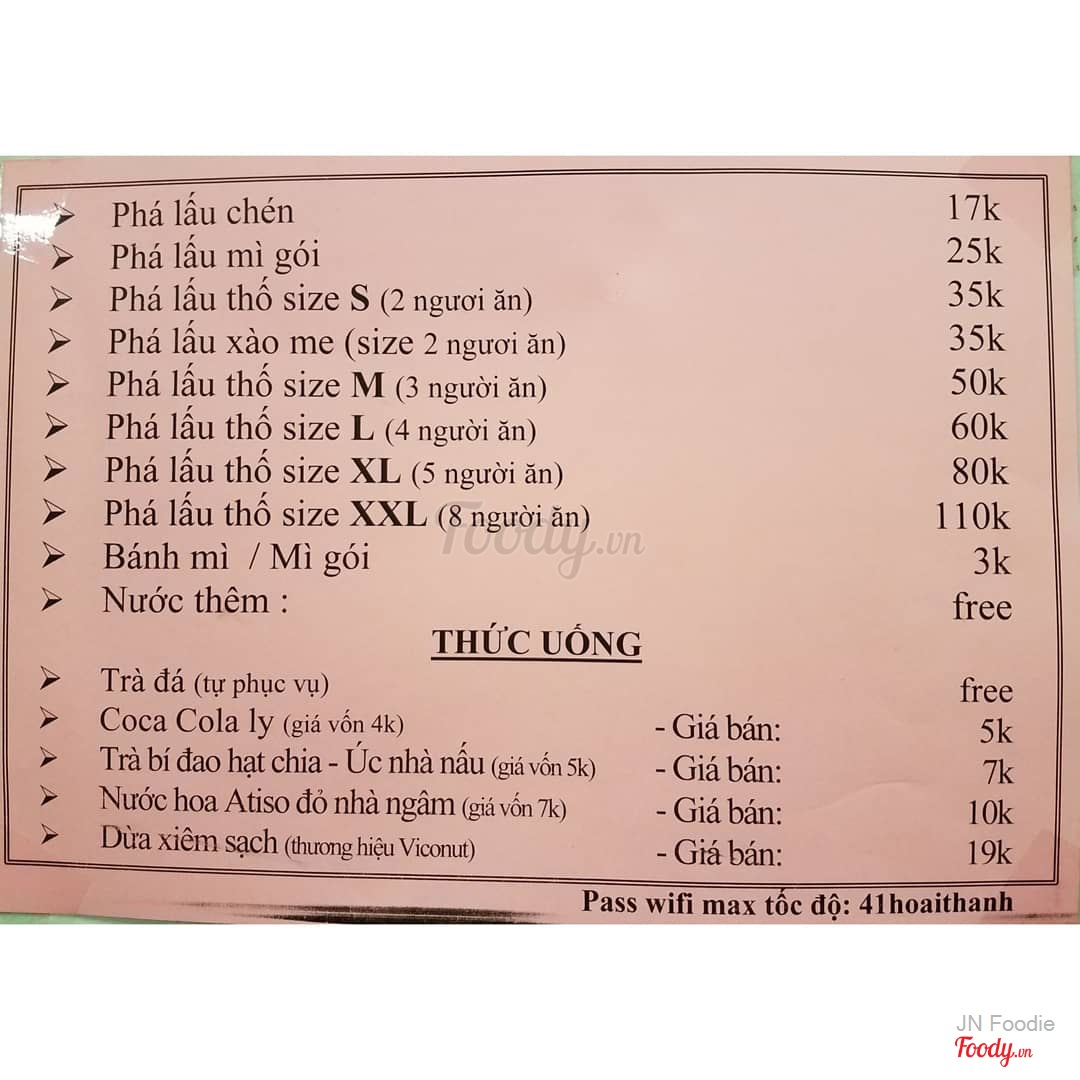 ➢ Phá lấu chén 17k
➢ Phá lấu mì gói 25k
➢ Phá lấu thố size S (2 ngươi ăn) 35k
➢ Phá lấu xào me (size 2 ngươi ăn) 35k
➢ Phá lấu thố size M (3 người ăn) 50k
➢ Phá lấu thố size L (4 người ăn) 60k
➢ Phá lấu thố size XL (5 người ăn) 80k
➢ Phá lấu thố size XXL (8 người ăn) 110k
Foody.vn
➢ Bánh mì / Mì gói 3k
➢ Nước thêm : free
THỨC UỐNG
➢ Trà đá (tự phục vụ) free
➢ Coca Cola ly (giá vốn 4k) - Giá bán: 5k
➢ Trà bí đao hạt chia - Úc nhà nấu (giá vốn 5k) - Giá bán: 7k
➢ Nước hoa Atiso đỏ nhà ngâm (giá vốn 7k) - Giá bán: 10k
➢ Dừa xiêm sạch (thương hiệu Viconut) - Giá bán: 19k
Pass wifi max tốc độ: 41hoaithanh
JN Foodie
Foody.vn